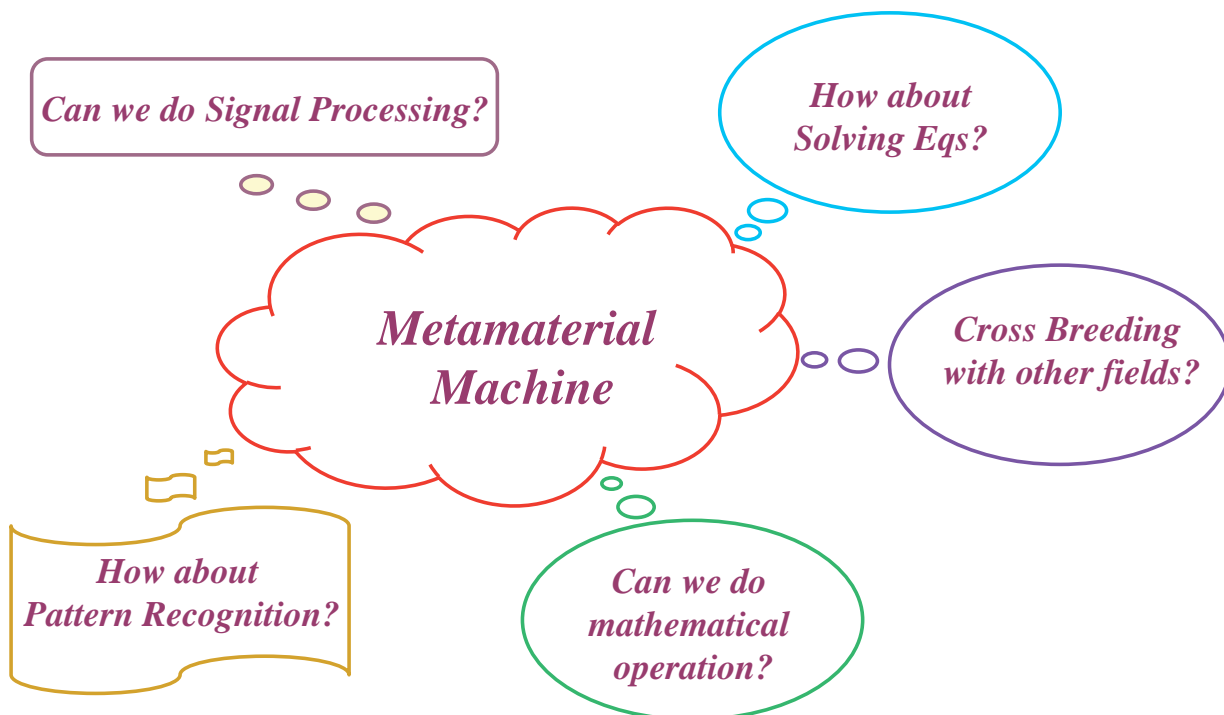 Can we do Signal Processing?
How about
Solving Eqs?
Metamaterial
Machine
Cross Breeding
with other fields?
How about
Pattern Recognition?
Can we do
mathematical
operation?